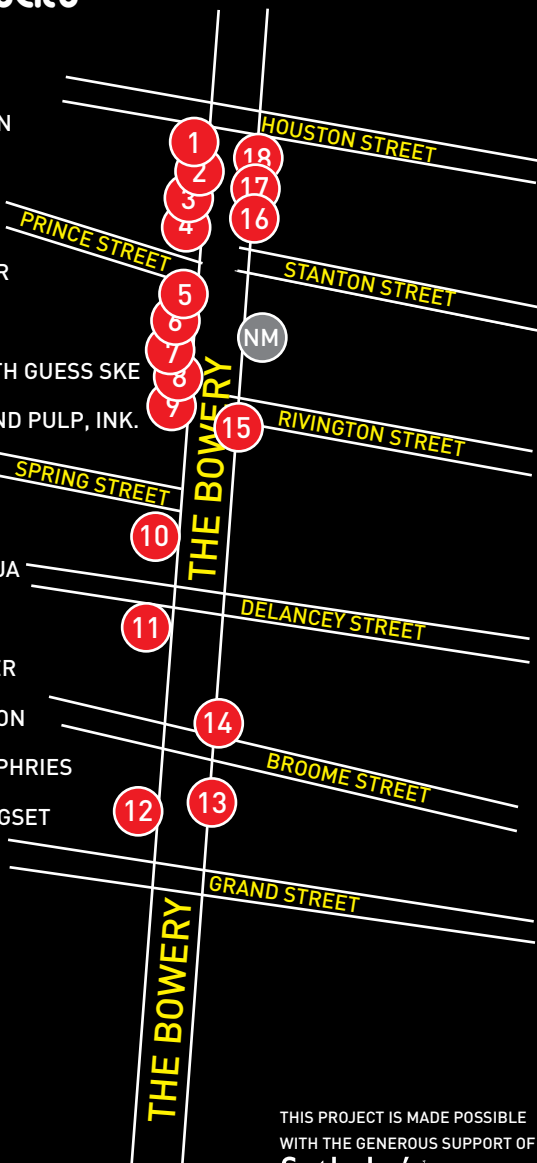 HOUSTON STREET
N
1
18
2
17
3
16
4
PRINCE STREET
STANTON STREET
R
5
6
NM
7
TH GUESS SKE
8
9
ND PULP, INK.
15
RIVINGTON STREET
THE BOWERY
SPRING STREET
10
JA
DELANCEY STREET
11
ER
ON
14
PHRIES
BROOME STREET
GSET
12
13
GRAND STREET
THE BOWERY
THIS PROJECT IS MADE POSSIBLE
WITH THE GENEROUS SUPPORT OF